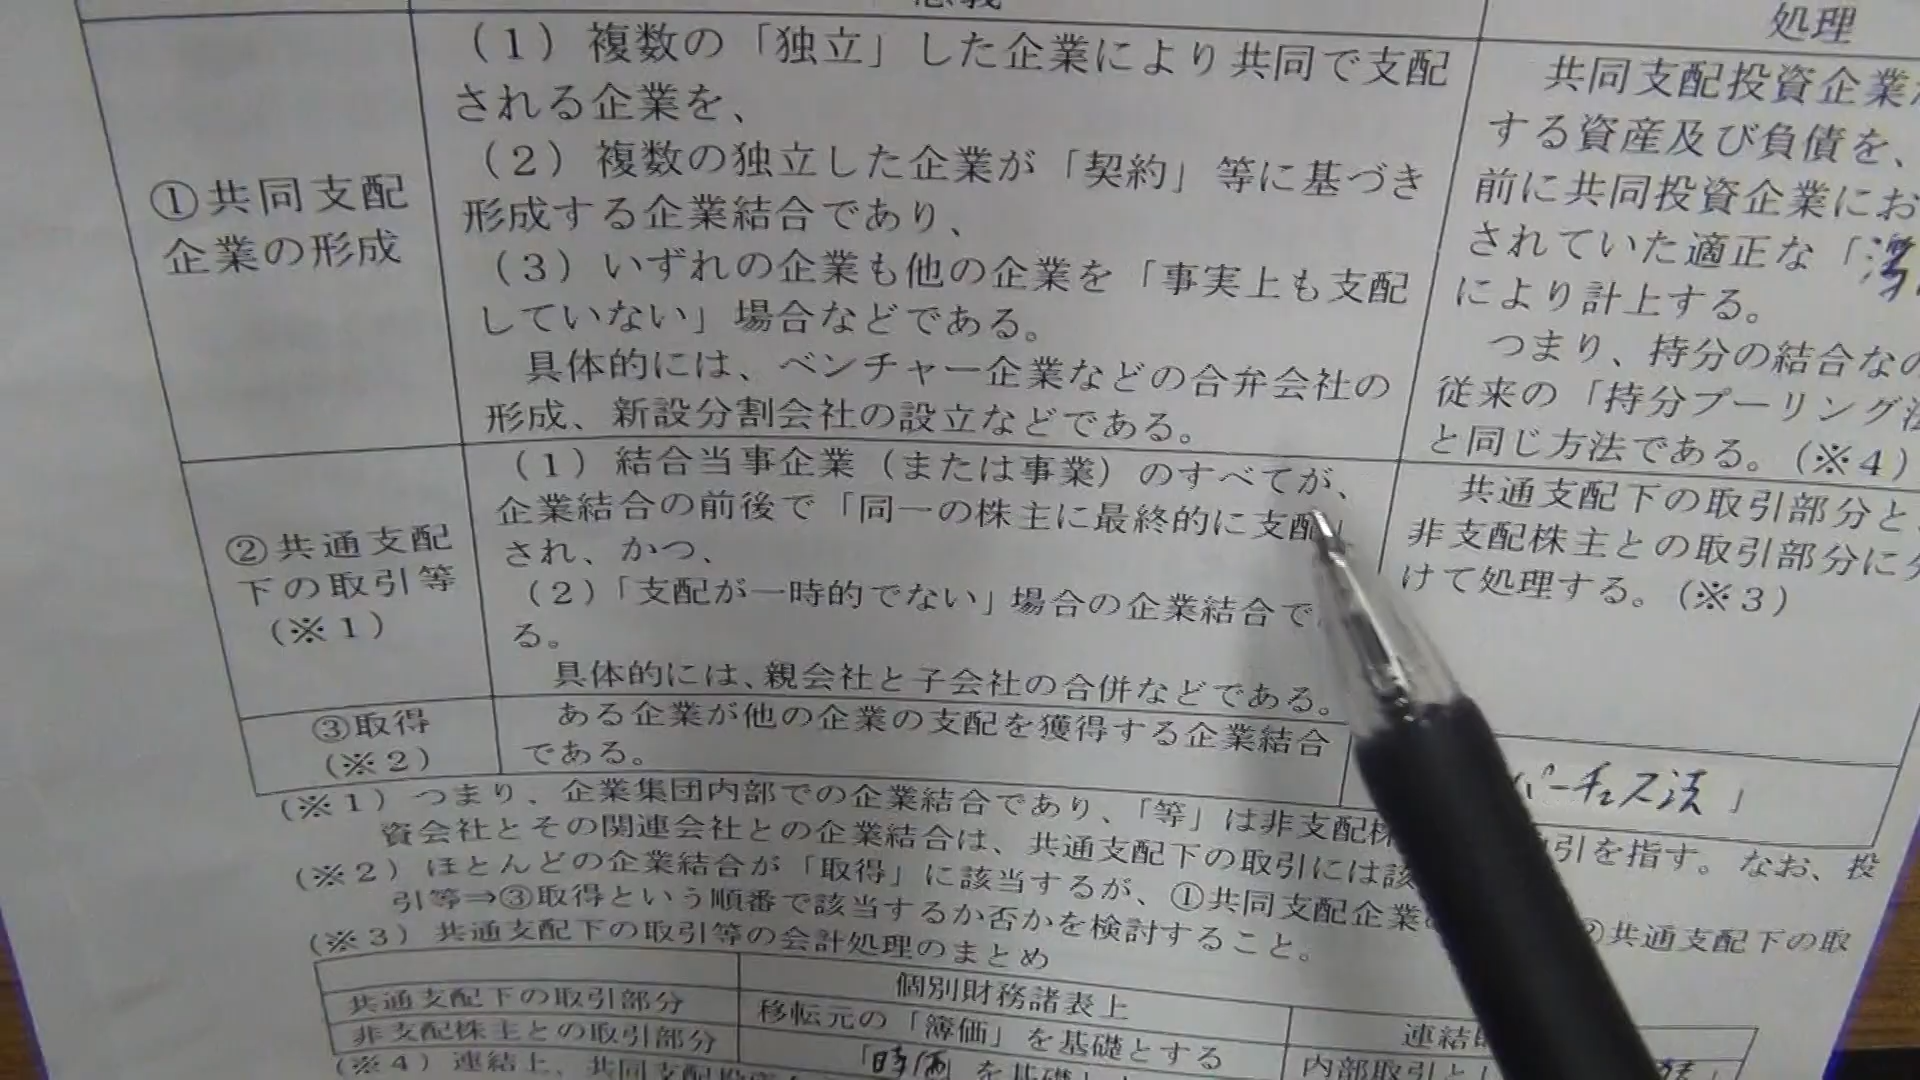 処理
①共同支配
企業の形成
（1）複数の「独立」した企業により共同で支配
される企業を、
（2）複数の独立した企業が「契約」等に基づき
形成する企業結合であり、
（3）いずれの企業も他の企業を「事実上も支配
していない」場合などである。
具体的には、ベンチャー企業などの合弁会社の
形成、新設分割会社の設立などである。
共同支配投資企業
する資産及び負債を、
前に共同投資企業にお
されていた適正な「簿
により計上する。
つまり、持分の結合なの
従来の「持分プーリング法
と同じ方法である。（※4）
②共通支配
下の取引等
（※1）
（1）結合当事企業（または事業）のすべてが、
企業結合の前後で「同一の株主に最終的に支配」
され、かつ、
（2）「支配が一時的でない」場合の企業結合で
る。
具体的には、親会社と子会社の合併などである。
共通支配下の取引部分と
非支配株主との取引部分に
けて処理する。（※3）
③取得
（※2）
ある企業が他の企業の支配を獲得する企業結合
である。
パーチェス法」
（※1）つまり、企業集団内部での企業結合であり、「等」は非支配株 引を指す。なお、投
資会社とその関連会社との企業結合は、共通支配下の取引には該
（※2）ほとんどの企業結合が「取得」に該当するが、①共同支配企業 ②共通支配下の取
引等⇒③取得という順番で該当するか否かを検討すること。
（※3）共通支配下の取引等の会計処理のまとめ
個別財務諸表上
連結
共通支配下の取引部分
移転元の「簿価」を基礎とする
内部取引とし
非支配株主との取引部分
「時価」を基礎
（※4）連結上、共同支配投資